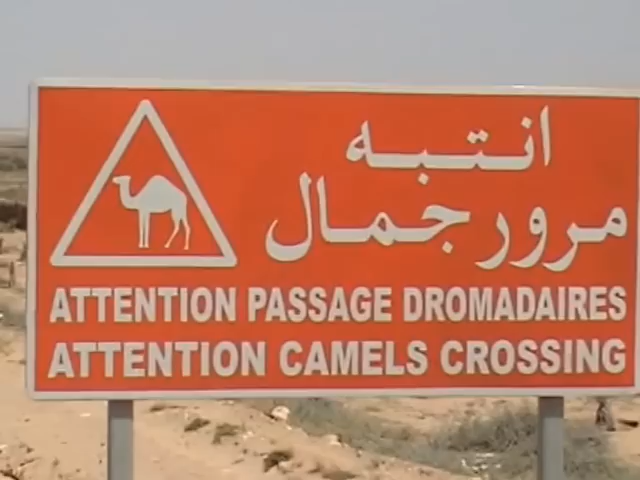 انتبه
مرور جمال
ATTENTION PASSAGE DROMADAIRES
ATTENTION CAMELS CROSSING